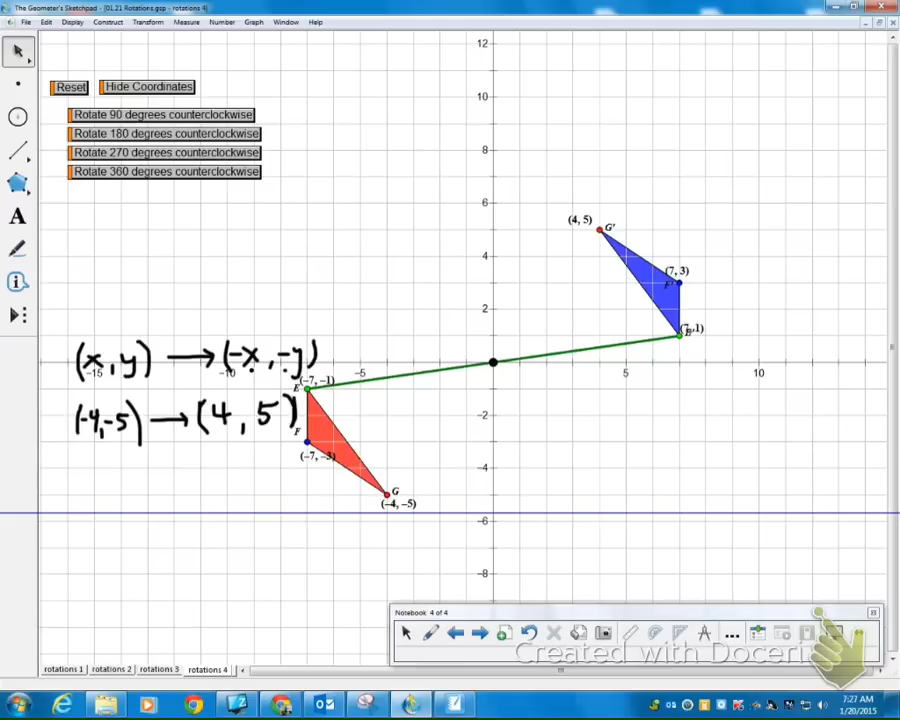 The Geometer's Sketchpad - [01.21 Rotations.gsp - rotations 4]
File Edit Display Construct Transform Measure Number Graph Window Help
Reset Hide Coordinates
Rotate 90 degrees counterclockwise
Rotate 180 degrees counterclockwise
Rotate 270 degrees counterclockwise
Rotate 360 degrees counterclockwise
12
10
8
6
(4, 5) G'
4
(7, 3)
F'
2
(7, 1)
(x, y) → (-x, -y)
-15 -10 -5 5 10
E (-7, -1)
-2
(-4,-5) → (4, 5)
F
(-7, -3)
-4
G
(-4, -5)
-6
-8
Notebook 4 of 4
Created with Doceri
rotations 1 rotations 2 rotations 3 rotations 4
7:27 AM
1/20/2015